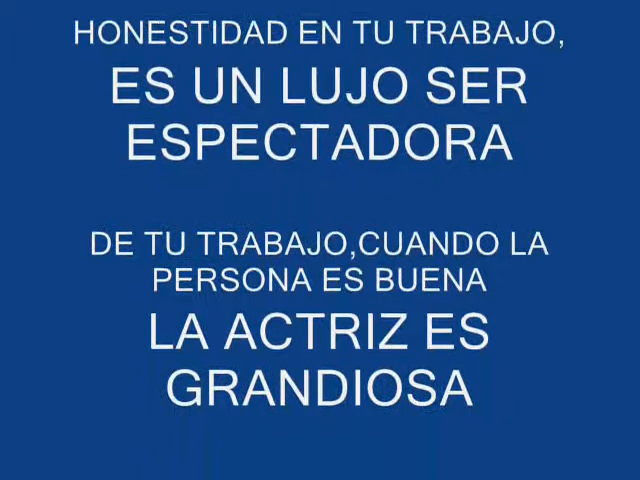 HONESTIDAD EN TU TRABAJO,
ES UN LUJO SER
ESPECTADORA
DE TU TRABAJO,CUANDO LA
PERSONA ES BUENA
LA ACTRIZ ES
GRANDIOSA